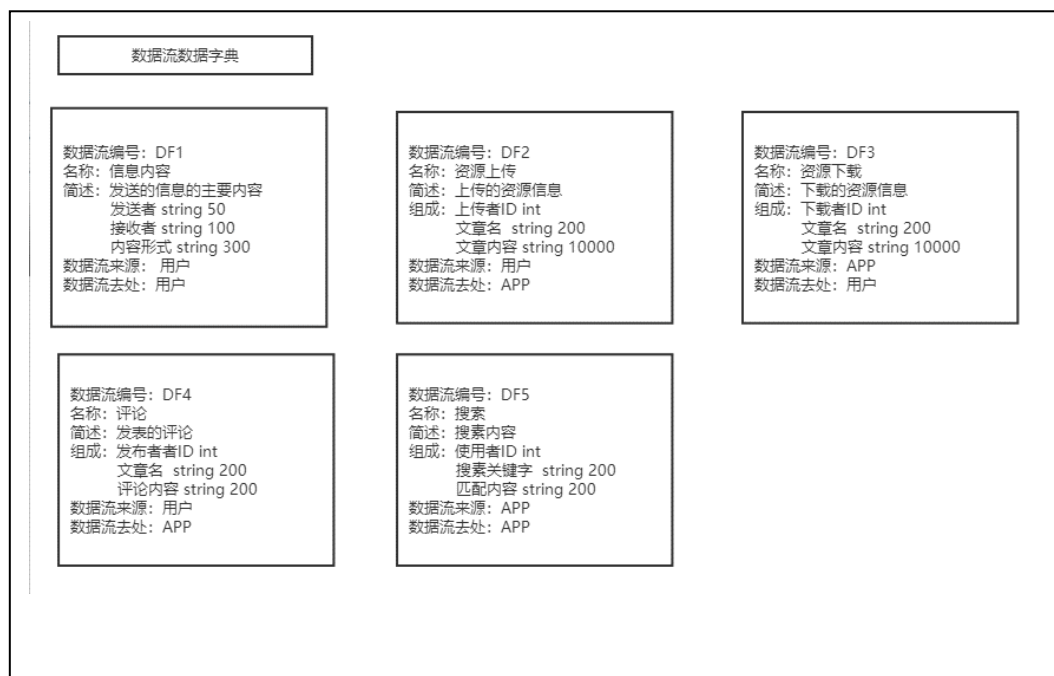 数据流数据字典
数据流编号：DF1
名称：信息内容
简述：发送的信息的主要内容
发送者 string 50
接收者 string 100
内容形式 string 300
数据流来源： 用户
数据流去处：用户
数据流编号：DF2
名称：资源上传
简述：上传的资源信息
组成：上传者ID int
文章名 string 200
文章内容 string 10000
数据流来源：用户
数据流去处：APP
数据流编号：DF3
名称：资源下载
简述：下载的资源信息
组成：下载者ID int
文章名 string 200
文章内容 string 10000
数据流来源：APP
数据流去处：用户
数据流编号：DF4
名称：评论
简述：发表的评论
组成：发布者者ID int
文章名 string 200
评论内容 string 200
数据流来源：用户
数据流去处：APP
数据流编号：DF5
名称：搜素
简述：搜素内容
组成：使用者ID int
搜素关键字 string 200
匹配内容 string 200
数据流来源：APP
数据流去处：APP